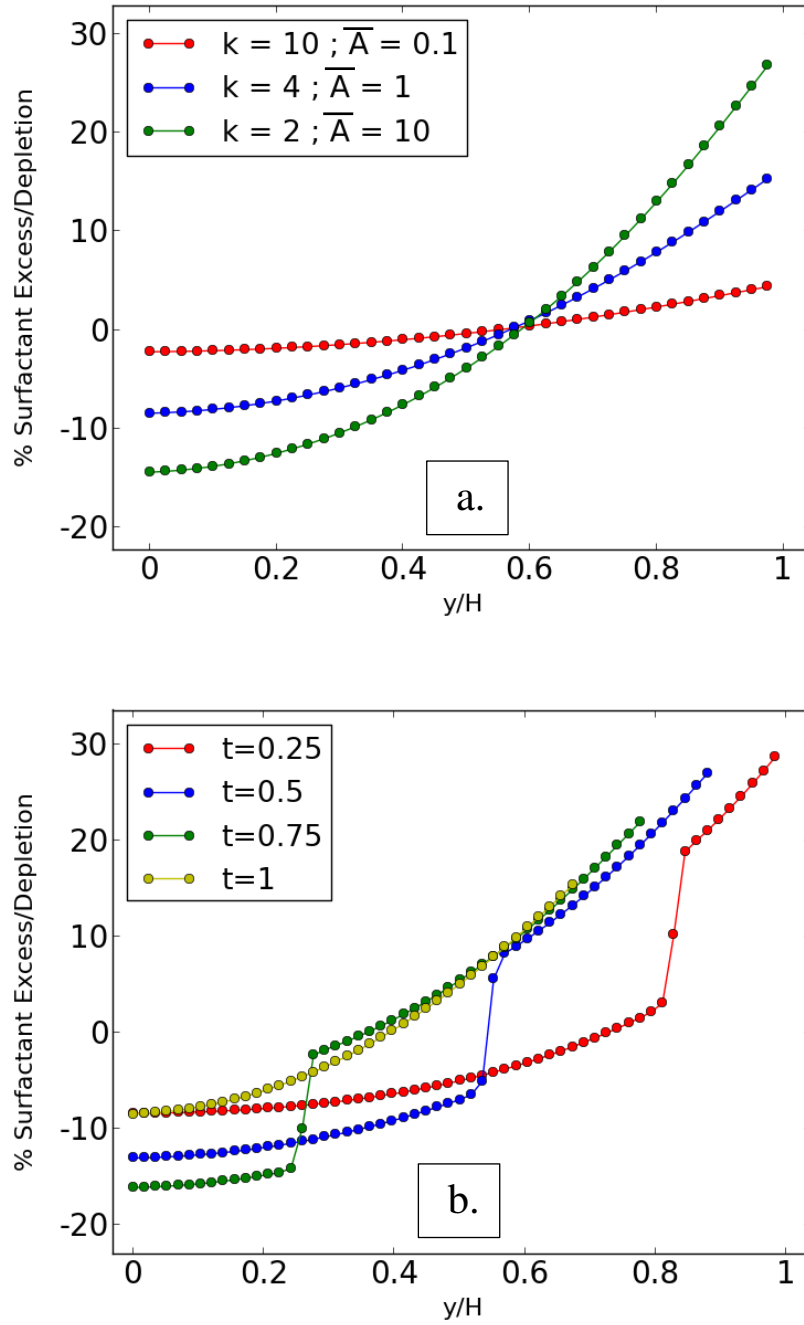 k = 10 ; A̅ = 0.1
k = 4 ; A̅ = 1
k = 2 ; A̅ = 10
% Surfactant Excess/Depletion
30
20
10
0
-10
-20
a.
0 0.2 0.4 0.6 0.8 1
y/H
t=0.25
t=0.5
t=0.75
t=1
% Surfactant Excess/Depletion
30
20
10
0
-10
-20
b.
0 0.2 0.4 0.6 0.8 1
y/H